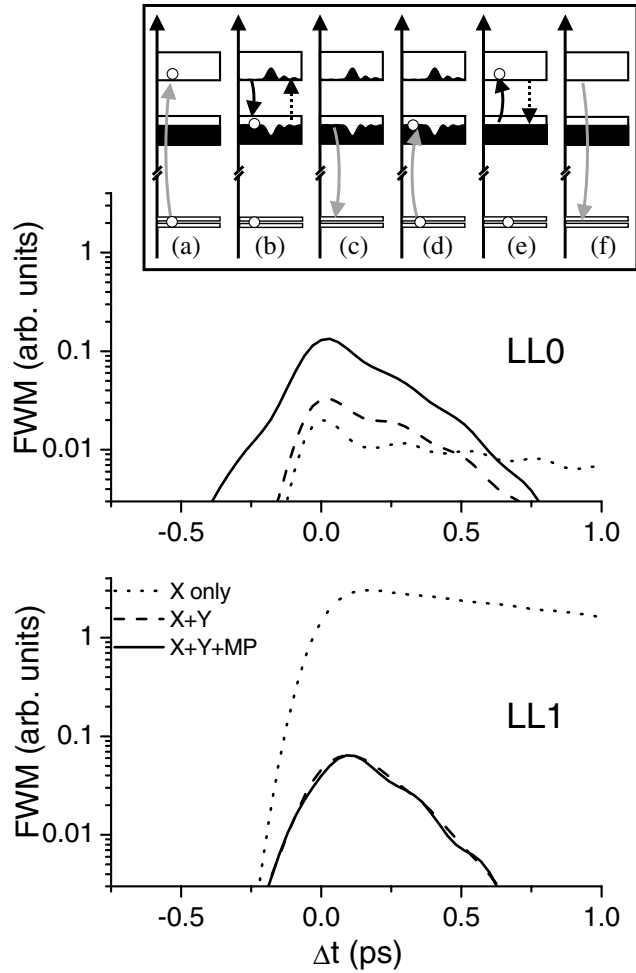 (a) (b) (c) (d) (e) (f)
1
0.1
0.01
FWM (arb. units)
LL0
-0.5 0.0 0.5 1.0
X only
X+Y
X+Y+MP
1
0.1
0.01
FWM (arb. units)
LL1
-0.5 0.0 0.5 1.0
Δt (ps)